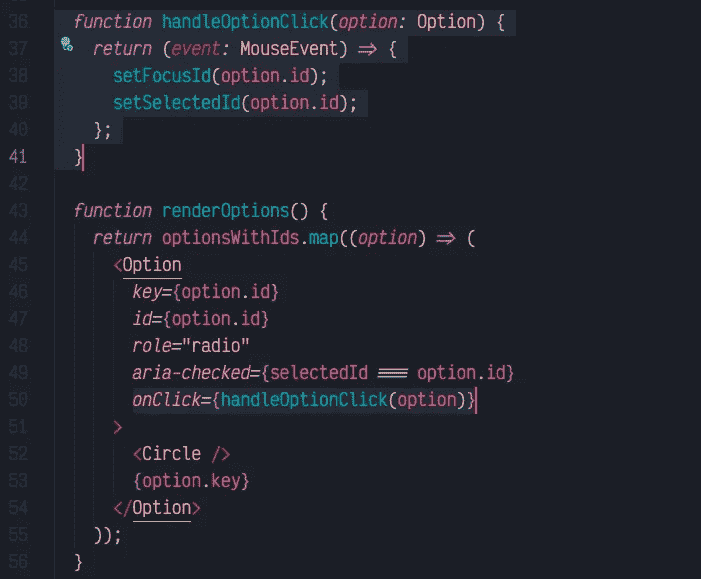 36 function handleOptionClick(option: Option) {
37 return (event: MouseEvent) => {
38 setFocusId(option.id);
39 setSelectedId(option.id);
40 };
41 }
42
43 function renderOptions() {
44 return optionsWithIds.map((option) => (
45 <Option
46 key={option.id}
47 id={option.id}
48 role="radio"
49 aria-checked={selectedId === option.id}
50 onClick={handleOptionClick(option)}
51 >
52 <Circle />
53 {option.key}
54 </Option>
55 ));
56 }